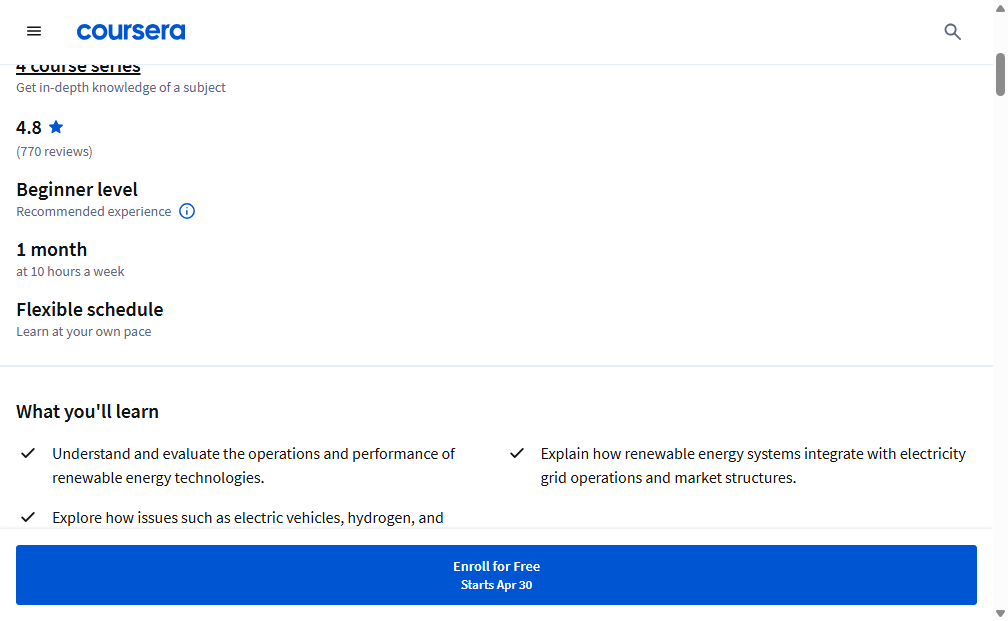 coursera
4 course series
Get in-depth knowledge of a subject
4.8
(770 reviews)
Beginner level
Recommended experience
1 month
at 10 hours a week
Flexible schedule
Learn at your own pace
What you'll learn
Understand and evaluate the operations and performance of
renewable energy technologies.
Explain how renewable energy systems integrate with electricity
grid operations and market structures.
Explore how issues such as electric vehicles, hydrogen, and
Enroll for Free
Starts Apr 30